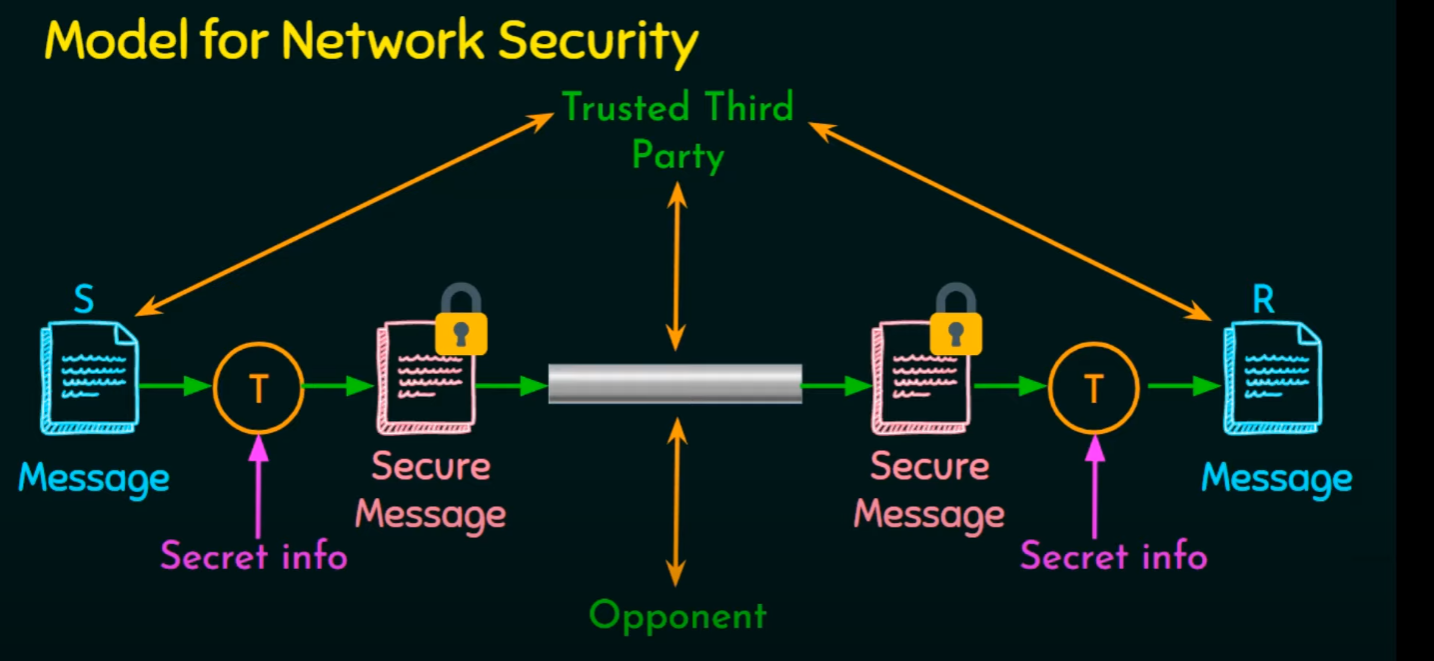 Model for Network Security
Trusted Third
Party
S
R
T
T
Message
Secure
Message
Secure
Message
Message
Secret info
Secret info
Opponent